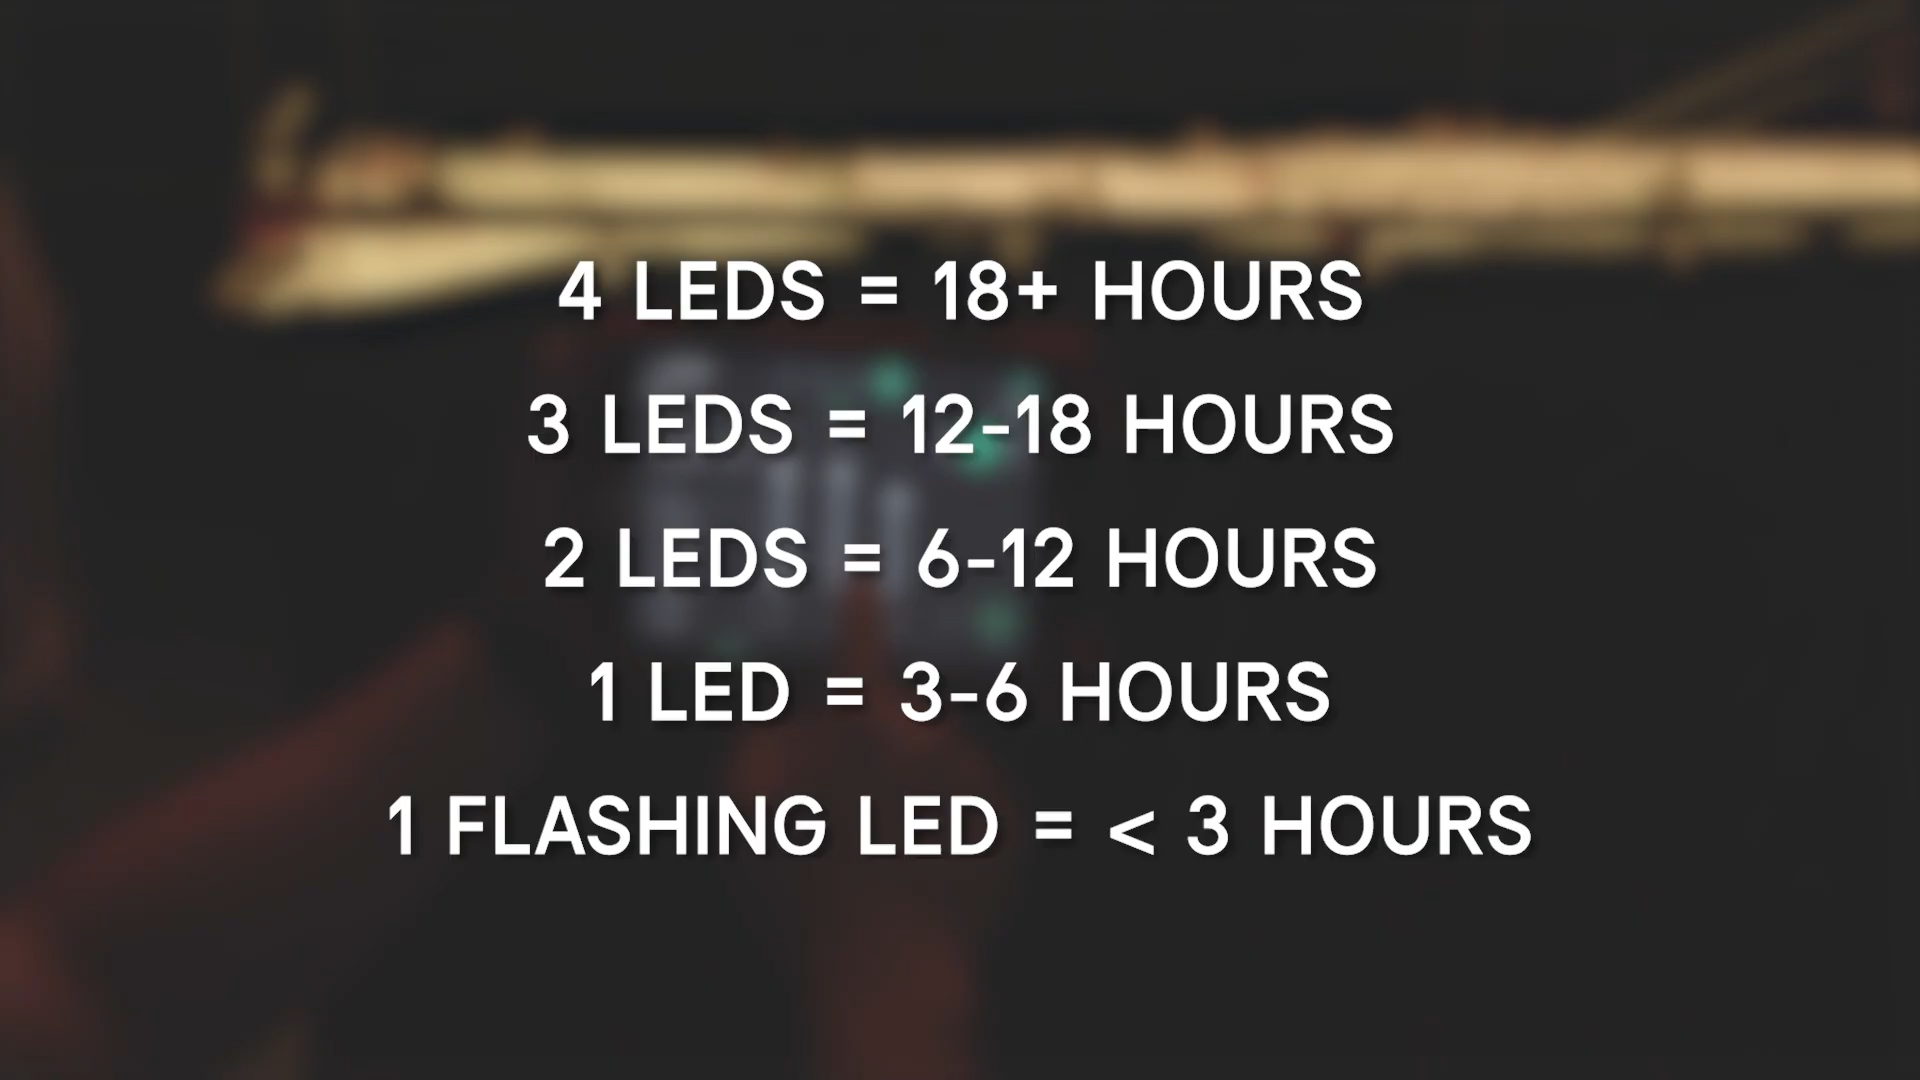 4 LEDS = 18+ HOURS
3 LEDS = 12-18 HOURS
2 LEDS = 6-12 HOURS
1 LED = 3-6 HOURS
1 FLASHING LED = < 3 HOURS